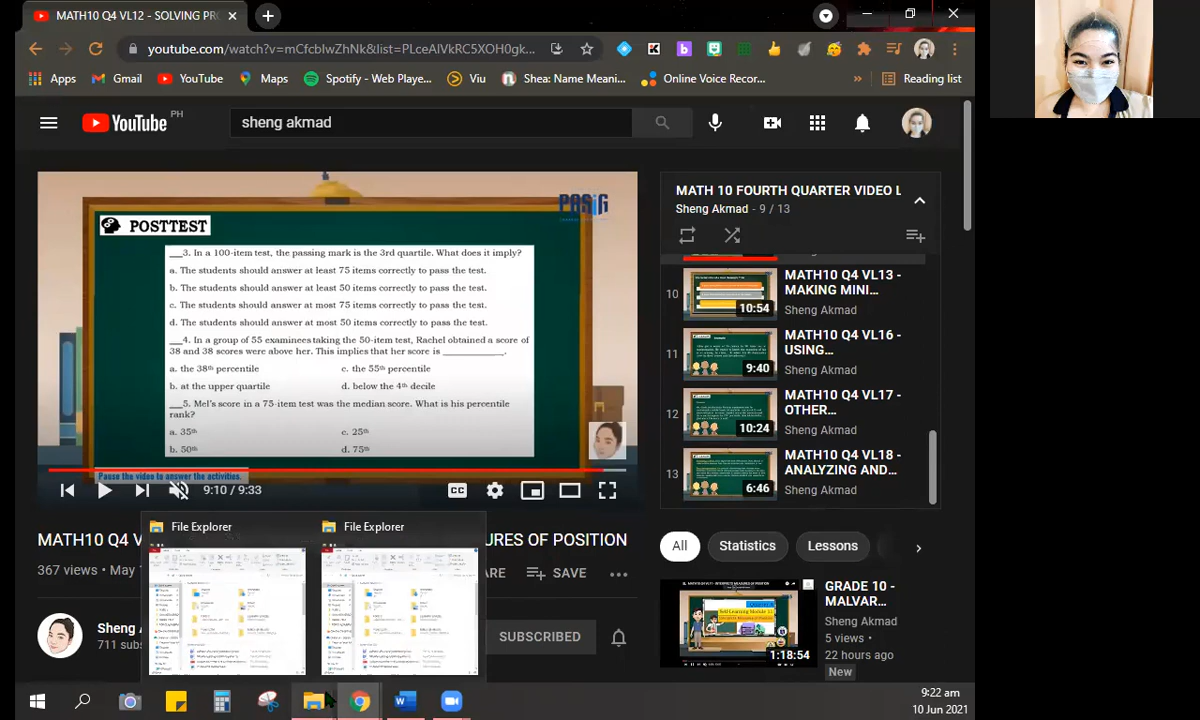 MATH10 Q4 VL12 - SOLVING PR
youtube.com/watch?v=mCfcblwZhNk&list=PLceAlVkRC5XOH0gk...
Apps
Gmail
YouTube
Maps
Spotify - Web Playe...
Viu
Shea: Name Meani...
Online Voice Recor...
»
Reading list
YouTube PH
sheng akmad
PASIG
POSTTEST
___3. In a 100-item test, the passing mark is the 3rd quartile. What does it imply?
a. The students should answer at least 75 items correctly to pass the test.
b. The students should answer at least 50 items correctly to pass the test.
c. The students should answer at most 75 items correctly to pass the test.
d. The students should answer at most 50 items correctly to pass the test.
___4. In a group of 55 examinees taking the 50-item test, Rachel obtained a score of
38 and 38 scores were above her. This implies that her score is ____________.
a. the 38th percentile
c. the 55th percentile
b. at the upper quartile
d. below the 4th decile
___5. Mel's score in a 75-item test was the median score. What is his percentile
rank?
a. 35th
c. 25th
b. 50th
d. 75th
Pause the video to answer the activities.
9:10 / 9:33
CC
MATH 10 FOURTH QUARTER VIDEO L
Sheng Akmad - 9 / 13
10
10:54
MATH10 Q4 VL13 -
MAKING MINI...
Sheng Akmad
11
9:40
MATH10 Q4 VL16 -
USING...
Sheng Akmad
12
10:24
MATH10 Q4 VL17 -
OTHER...
Sheng Akmad
13
6:46
MATH10 Q4 VL18 -
ANALYZING AND...
Sheng Akmad
File Explorer
File Explorer
MATH10 Q4 V
URES OF POSITION
367 views • May
ARE
SAVE
All
Statistics
Lessons
Sheng
711 subs
SUBSCRIBED
1:18:54
GRADE 10 -
MALVAR...
Sheng Akmad
5 views •
22 hours ago
New
9:22 am
10 Jun 2021